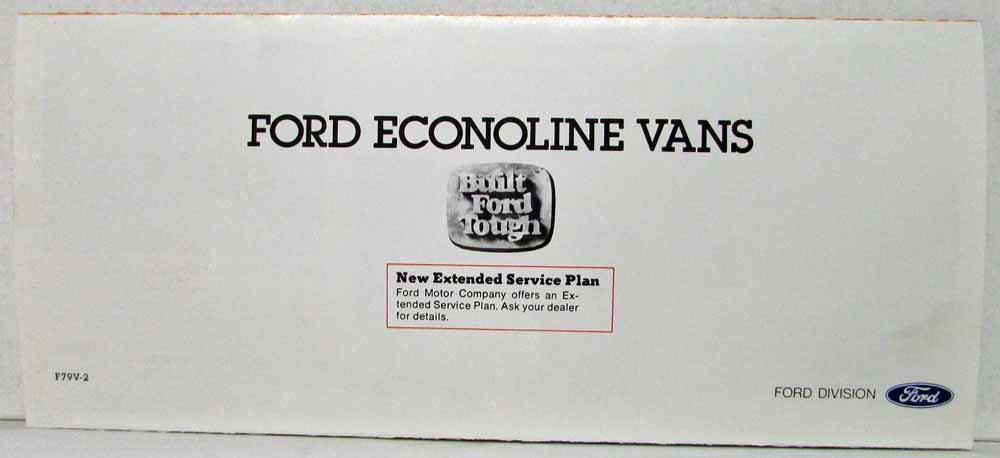 FORD ECONOLINE VANS
Built
Ford
Tough
New Extended Service Plan
Ford Motor Company offers an Ex-
tended Service Plan. Ask your dealer
for details.
F79V-2
FORD DIVISION Ford